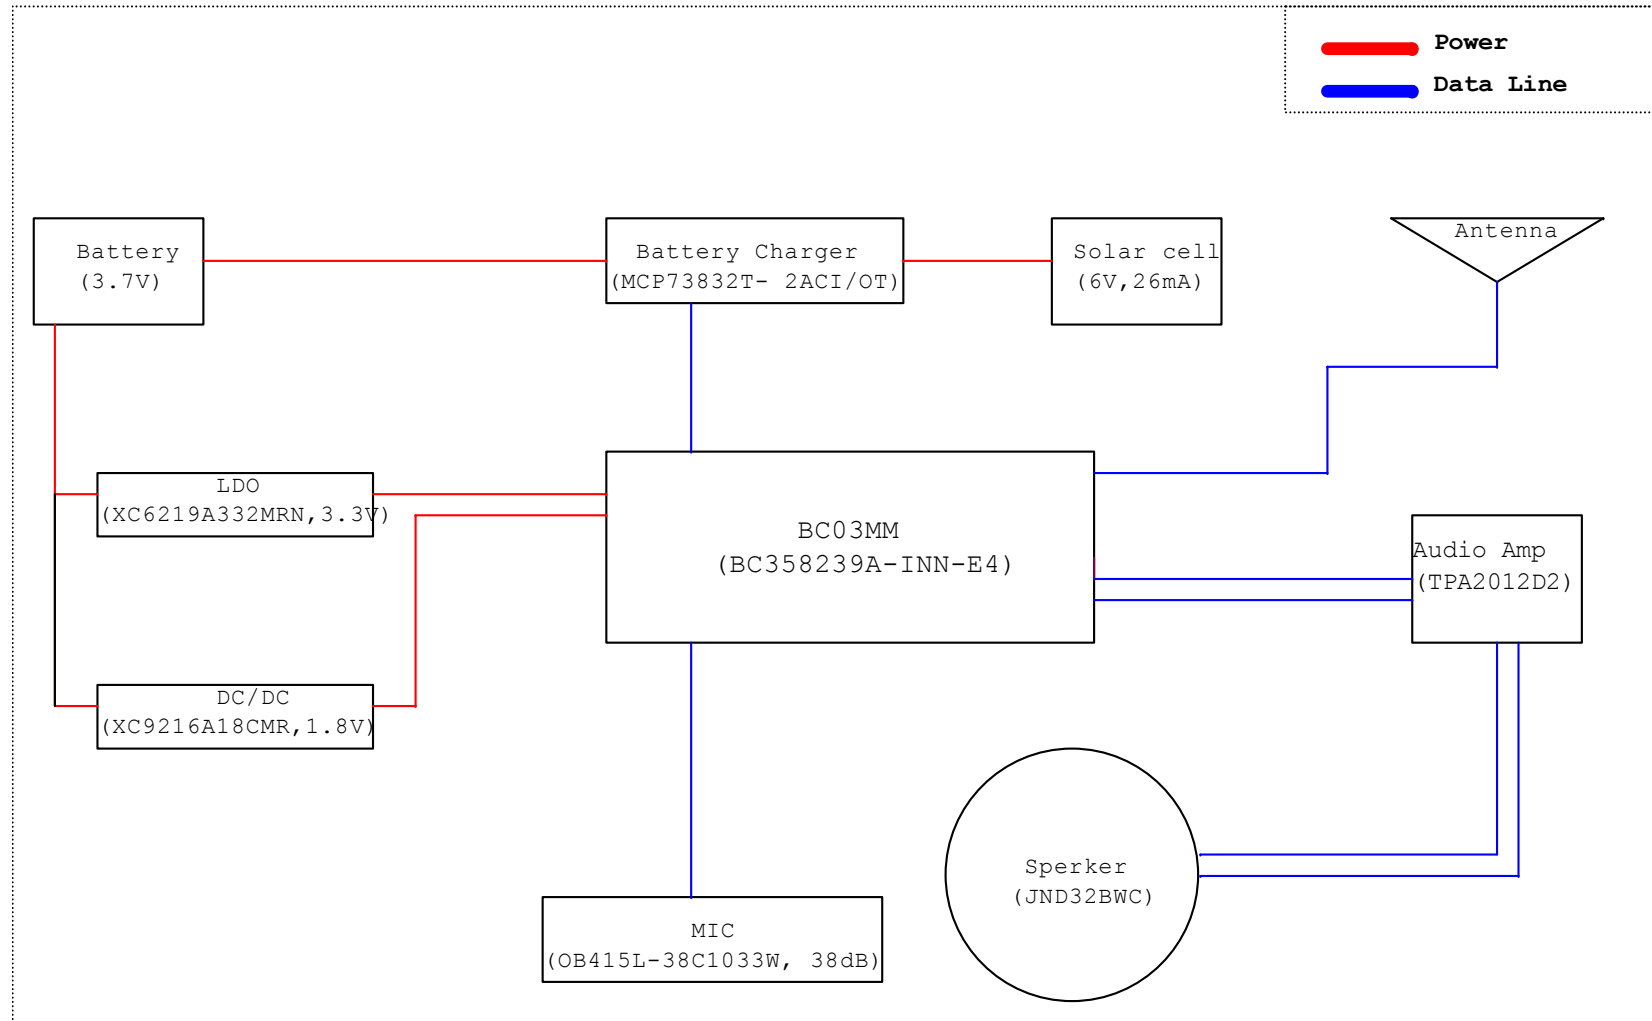 Power
Data Line
Battery
(3.7V)
Battery Charger
(MCP73832T- 2ACI/OT)
Solar cell
(6V,26mA)
Antenna
LDO
(XC6219A332MRN,3.3V)
BC03MM
(BC358239A-INN-E4)
Audio Amp
(TPA2012D2)
DC/DC
(XC9216A18CMR,1.8V)
Sperker
(JND32BWC)
MIC
(OB415L-38C1033W, 38dB)